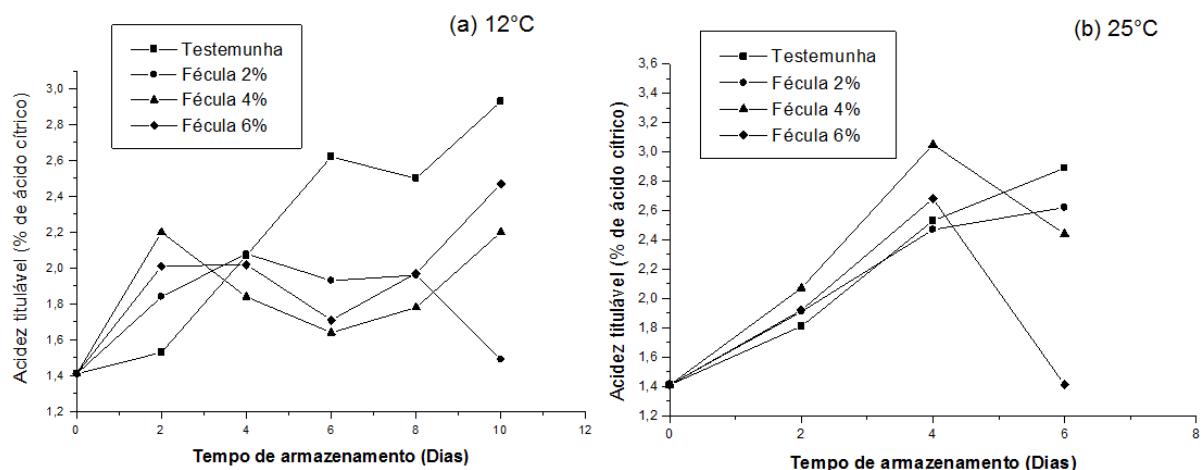 (a) 12°C
Testemunha
Fécula 2%
Fécula 4%
Fécula 6%
Acidez titulável (% de ácido cítrico)
3,0
2,8
2,6
2,4
2,2
2,0
1,8
1,6
1,4
1,2
0 2 4 6 8 10 12
Tempo de armazenamento (Dias)
(b) 25°C
Testemunha
Fécula 2%
Fécula 4%
Fécula 6%
Acidez titulável (% de ácido cítrico)
3,6
3,4
3,2
3,0
2,8
2,6
2,4
2,2
2,0
1,8
1,6
1,4
1,2
0 2 4 6 8
Tempo de armazenamento (Dias)